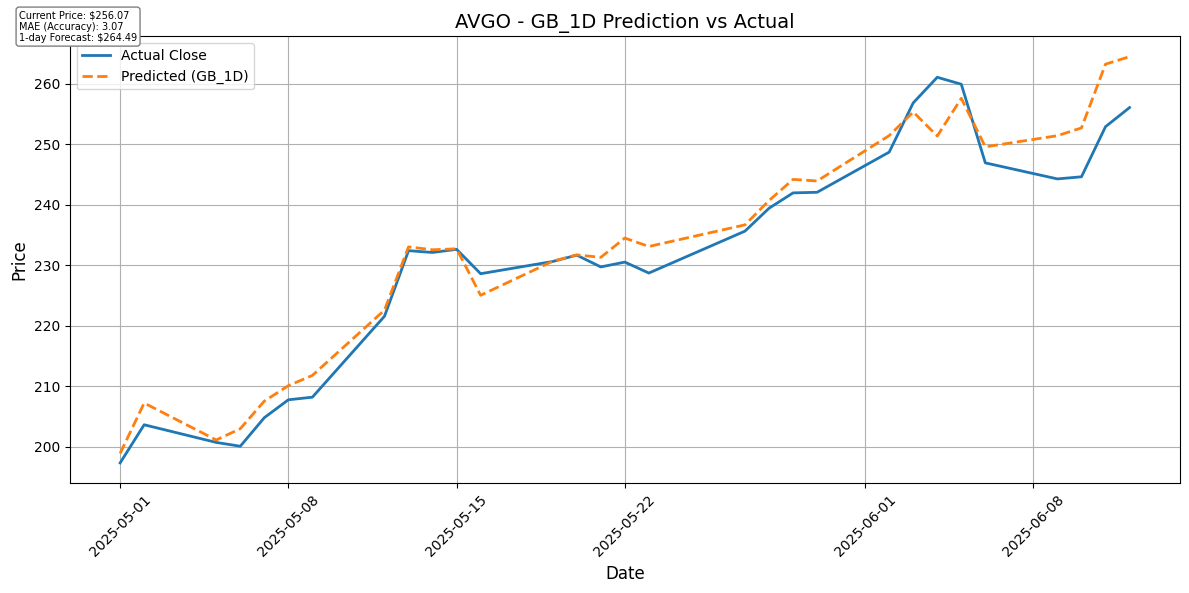 AVGO - GB_1D Prediction vs Actual
Current Price: $256.07
MAE (Accuracy): 3.07
1-day Forecast: $264.49
Actual Close
Predicted (GB_1D)
Price
260
250
240
230
220
210
200
2025-05-01
2025-05-08
2025-05-15
2025-05-22
2025-06-01
2025-06-08
Date